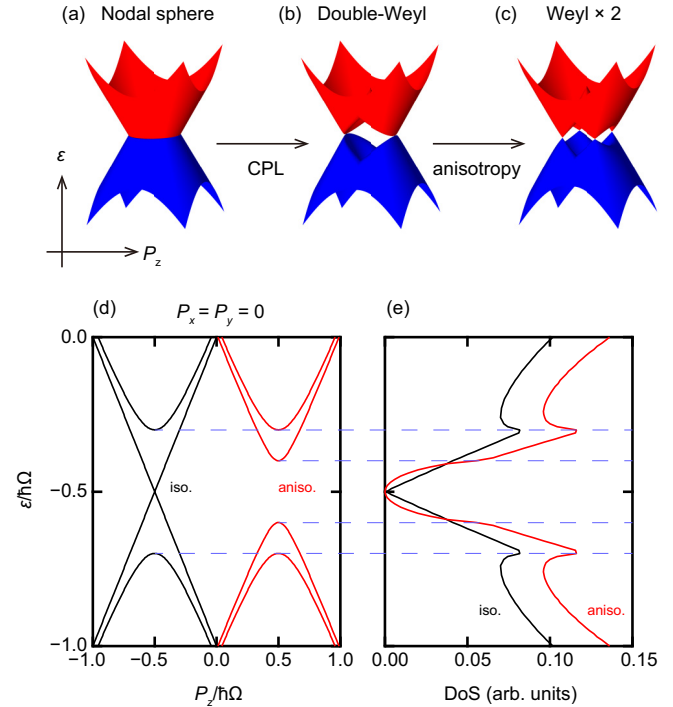 (a) Nodal sphere
(b) Double-Weyl
(c) Weyl × 2
ε
CPL
anisotropy
P_z
(d) P_x = P_y = 0
(e)
0.0
−0.5
−1.0
ε/ħΩ
iso.
aniso.
iso.
aniso.
−1.0 −0.5 0.0 0.5 1.0
0.00 0.05 0.10 0.15
P_z/ħΩ
DoS (arb. units)